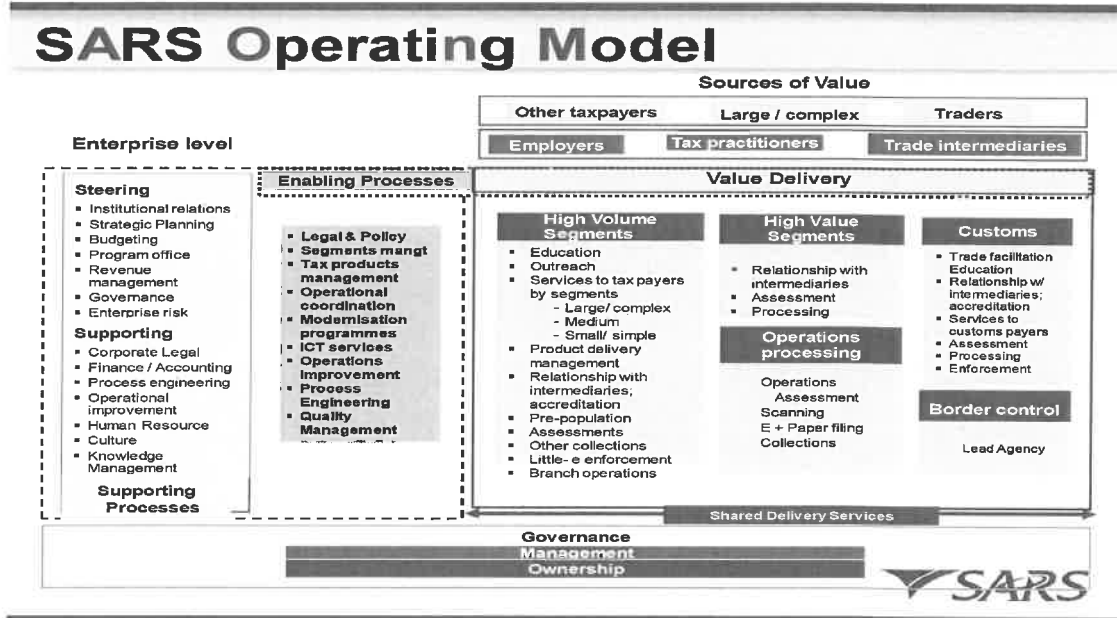 SARS Operating Model
Sources of Value
Other taxpayers Large / complex Traders
Employers Tax practitioners Trade intermediaries
Enterprise level
Steering
▪ Institutional relations
▪ Strategic Planning
▪ Budgeting
▪ Program office
▪ Revenue
management
▪ Governance
▪ Enterprise risk
Supporting
▪ Corporate Legal
▪ Finance / Accounting
▪ Process engineering
▪ Operational
improvement
▪ Human Resource
▪ Culture
▪ Knowledge
Management
Supporting
Processes
Enabling Processes
▪ Legal & Policy
▪ Segments mangt
▪ Tax products
management
▪ Operational
coordination
▪ Modernisation
programmes
▪ ICT services
▪ Operations
Improvement
▪ Process
Engineering
▪ Quality
Management
Value Delivery
High Volume
Segments
▪ Education
▪ Outreach
▪ Services to tax payers
by segments
- Large/ complex
- Medium
- Small/ simple
▪ Product delivery
management
▪ Relationship with
intermediaries;
accreditation
▪ Pre-population
▪ Assessments
▪ Other collections
▪ Little- e enforcement
▪ Branch operations
High Value
Segments
▪ Relationship with
intermediaries
▪ Assessment
▪ Processing
Operations
processing
Operations
Assessment
Scanning
E + Paper filing
Collections
Customs
▪ Trade facilitation
Education
▪ Relationship w/
intermediaries;
accreditation
▪ Services to
customs payers
▪ Assessment
▪ Processing
▪ Enforcement
Border control
Lead Agency
Shared Delivery Services
Governance
Management
Ownership
SARS